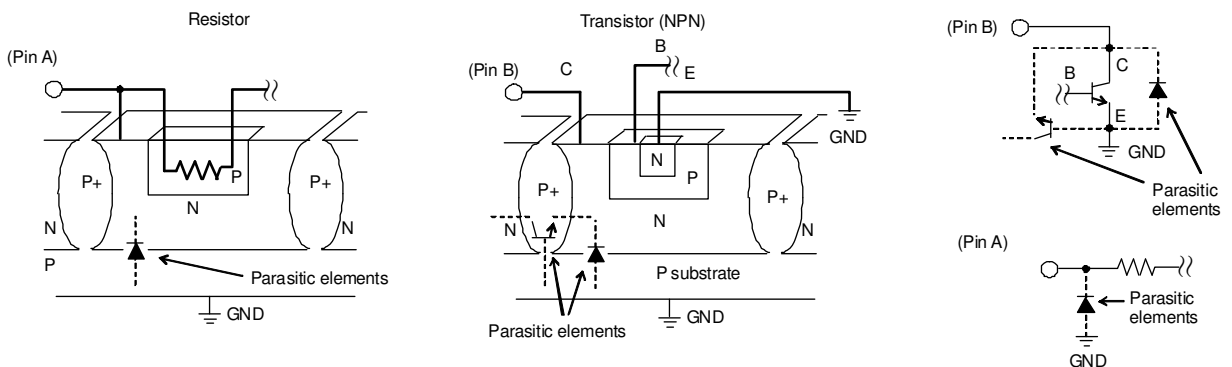 Resistor
(Pin A)
P+
P
P+
N
N
N
P
Parasitic elements
GND
Transistor (NPN)
B
(Pin B)
C
E
GND
N
P+
P
P+
N
N
N
P substrate
GND
Parasitic elements
(Pin B)
C
B
E
GND
Parasitic
elements
(Pin A)
Parasitic
elements
GND